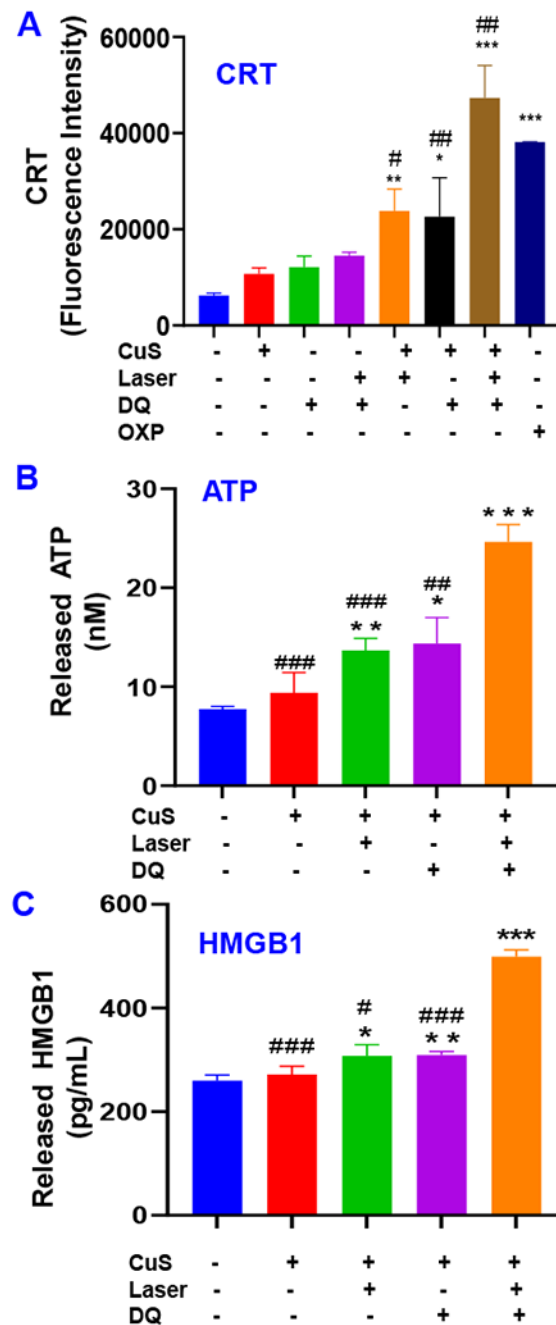 A
CRT
CRT
(Fluorescence Intensity)
60000
40000
20000
0
#
**
##
*
##
***
***
CuS - + - - + + + -
Laser - - - + + - + -
DQ - - + + - + + -
OXP - - - - - - - +
B
ATP
Released ATP
(nM)
30
20
10
0
###
###
* *
##
*
* * *
CuS - + + + +
Laser - - + - +
DQ - - - + +
C
HMGB1
Released HMGB1
(pg/mL)
600
400
200
0
###
#
*
###
* *
***
CuS - + + + +
Laser - - + - +
DQ - - - + +